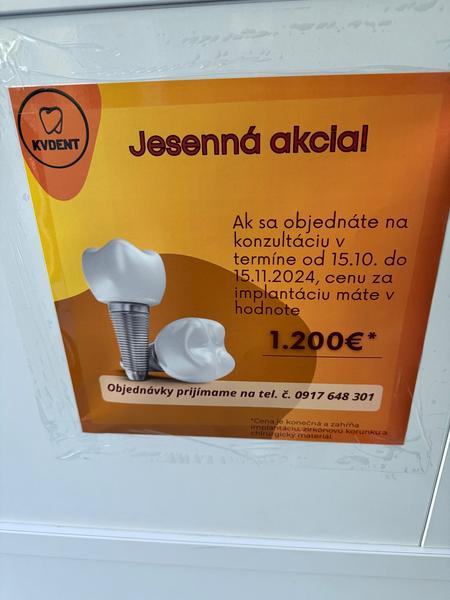 KVDENT
Jesenná akcia!
Ak sa objednáte na
konzultáciu v
termíne od 15.10. do
15.11.2024, cenu za
implantáciu máte v
hodnote
1.200€*
Objednávky prijímame na tel. č. 0917 648 301
*Cena je konečná a zahŕňa
implantáciu, zirkónovú korunku a
chirurgický materiál.